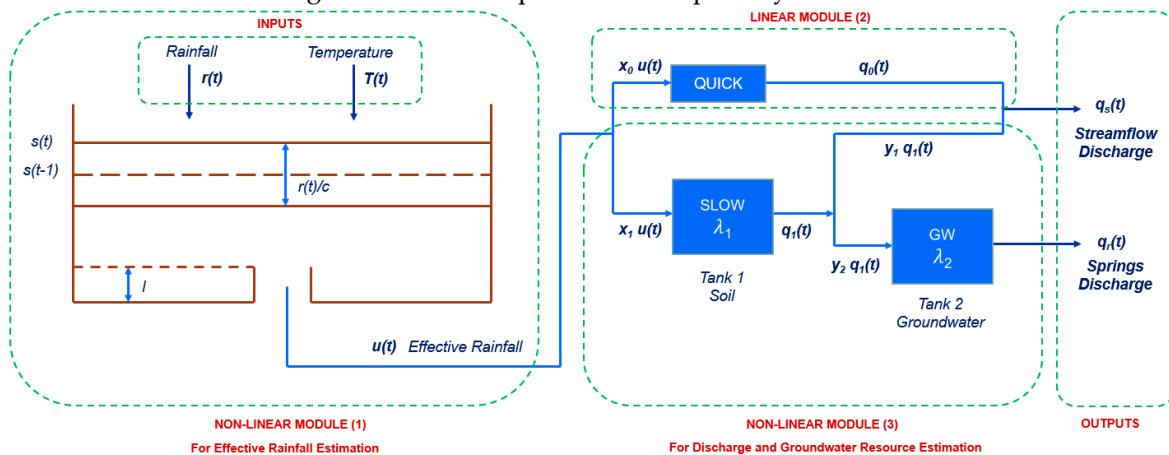 INPUTS
Rainfall
r(t)
Temperature
T(t)
s(t)
s(t-1)
r(t)/c
l
u(t) Effective Rainfall
NON-LINEAR MODULE (1)
For Effective Rainfall Estimation
LINEAR MODULE (2)
x₀ u(t)
QUICK
q₀(t)
qₛ(t)
Streamflow
Discharge
y₁ q₁(t)
x₁ u(t)
SLOW
λ₁
q₁(t)
Tank 1
Soil
y₂ q₁(t)
GW
λ₂
Tank 2
Groundwater
qᵣ(t)
Springs
Discharge
NON-LINEAR MODULE (3)
For Discharge and Groundwater Resource Estimation
OUTPUTS